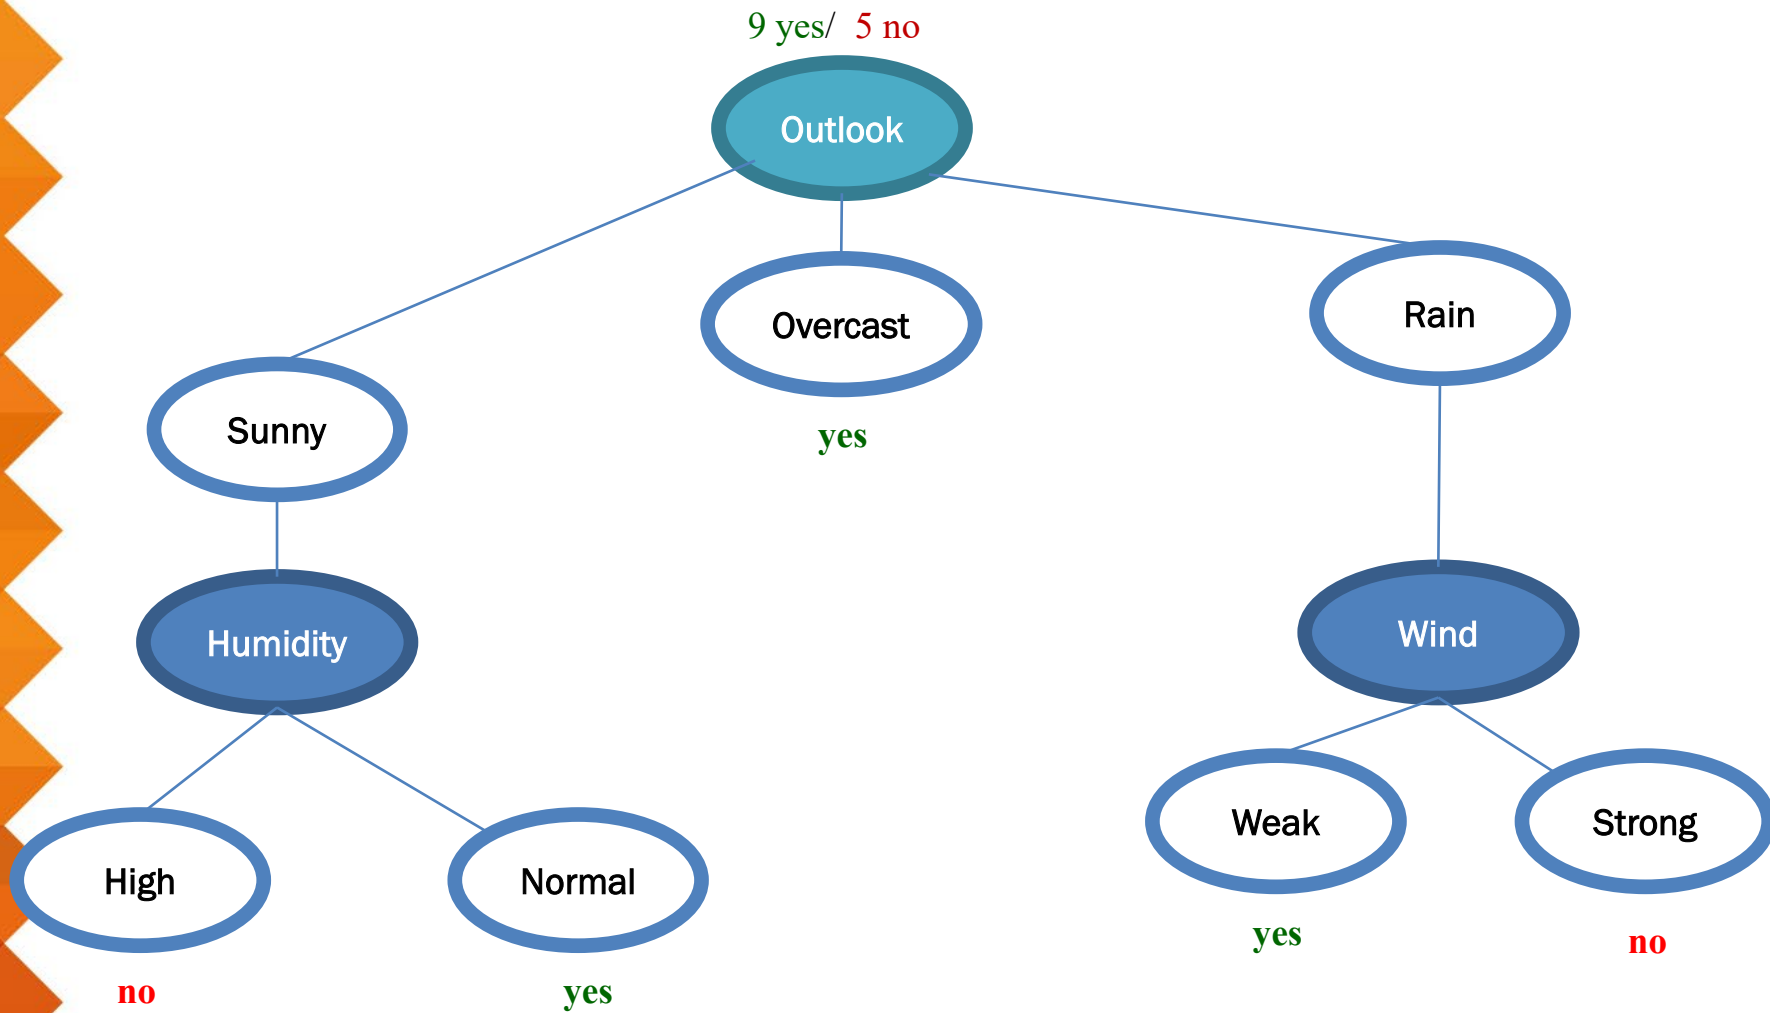 9 yes/ 5 no
Outlook
Sunny
Overcast
Rain
yes
Humidity
Wind
High
Normal
Weak
Strong
no
yes
yes
no